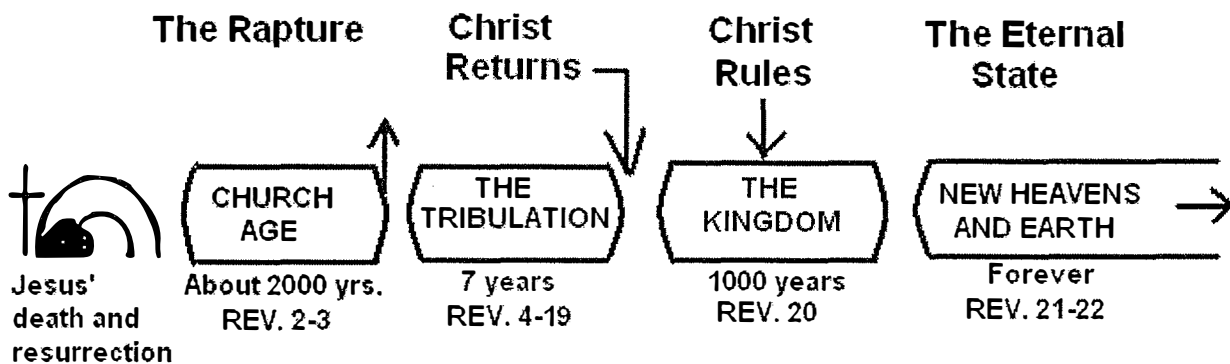 The Rapture
Christ
Returns
Christ
Rules
The Eternal
State
CHURCH
AGE
THE
TRIBULATION
THE
KINGDOM
NEW HEAVENS
AND EARTH
Jesus'
death and
resurrection
About 2000 yrs.
REV. 2-3
7 years
REV. 4-19
1000 years
REV. 20
Forever
REV. 21-22